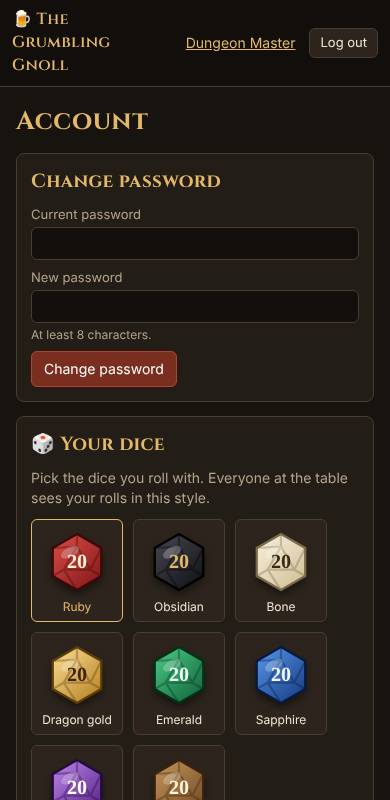 The
Grumbling
Gnoll
Dungeon Master
Log out
Account
Change password
Current password
New password
At least 8 characters.
Change password
Your dice
Pick the dice you roll with. Everyone at the table
sees your rolls in this style.
20 20 20
Ruby Obsidian Bone
20 20 20
Dragon gold Emerald Sapphire
20 20